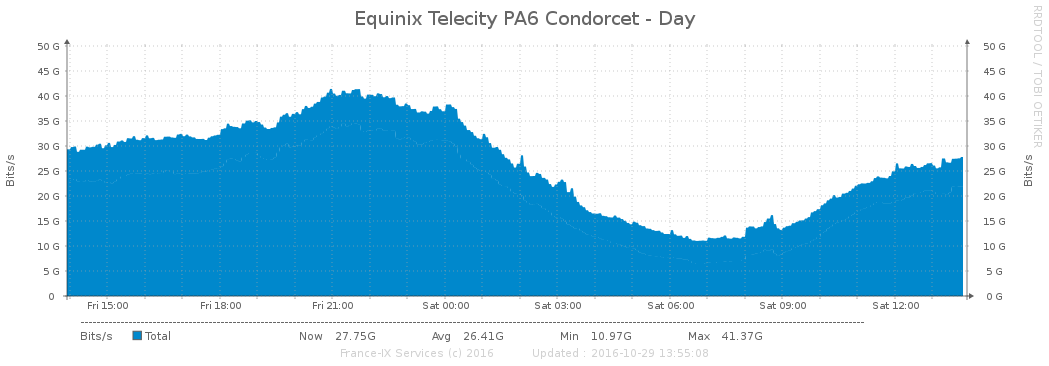 Equinix Telecity PA6 Condorcet - Day
RRDTOOL / TOBI OETIKER
50 G 50 G
45 G 45 G
40 G 40 G
35 G 35 G
30 G 30 G
25 G 25 G
20 G 20 G
15 G 15 G
10 G 10 G
5 G 5 G
0 0 G
Bits/s Bits/s
Fri 15:00 Fri 18:00 Fri 21:00 Sat 00:00 Sat 03:00 Sat 06:00 Sat 09:00 Sat 12:00
Bits/s Total Now 27.75G Avg 26.41G Min 10.97G Max 41.37G
France-IX Services (c) 2016 Updated : 2016-10-29 13:55:08